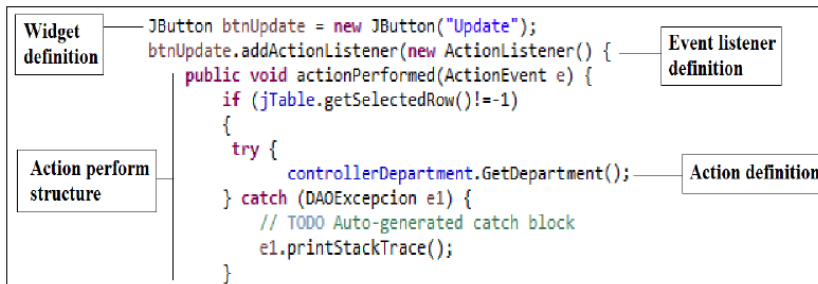 Widget
definition
JButton btnUpdate = new JButton("Update");
btnUpdate.addActionListener(new ActionListener() {
Event listener
definition
public void actionPerformed(ActionEvent e) {
if (jTable.getSelectedRow()!=-1)
{
try {
Action perform
structure
controllerDepartment.GetDepartment();
Action definition
} catch (DAOExcepcion e1) {
// TODO Auto-generated catch block
e1.printStackTrace();
}